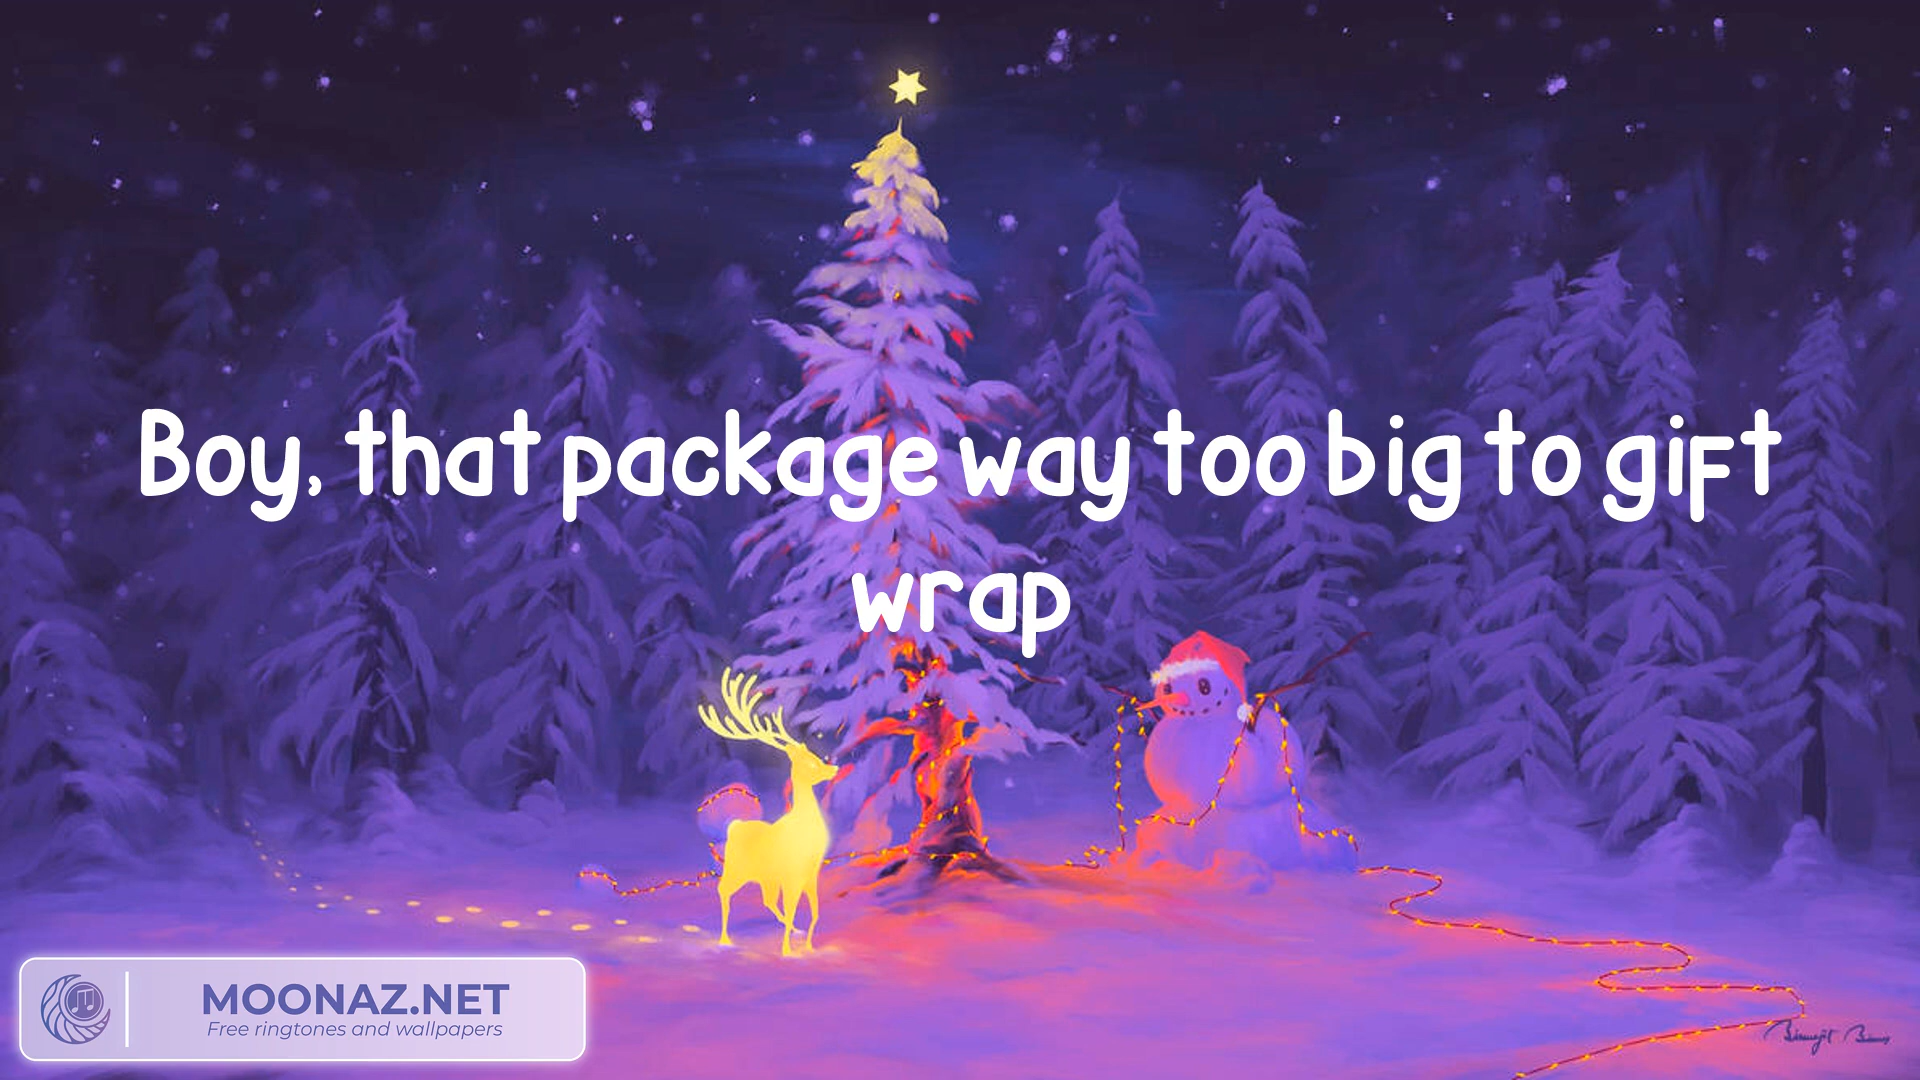 Boy, that package way too big to gift
wrap
MOONAZ.NET
Free ringtones and wallpapers